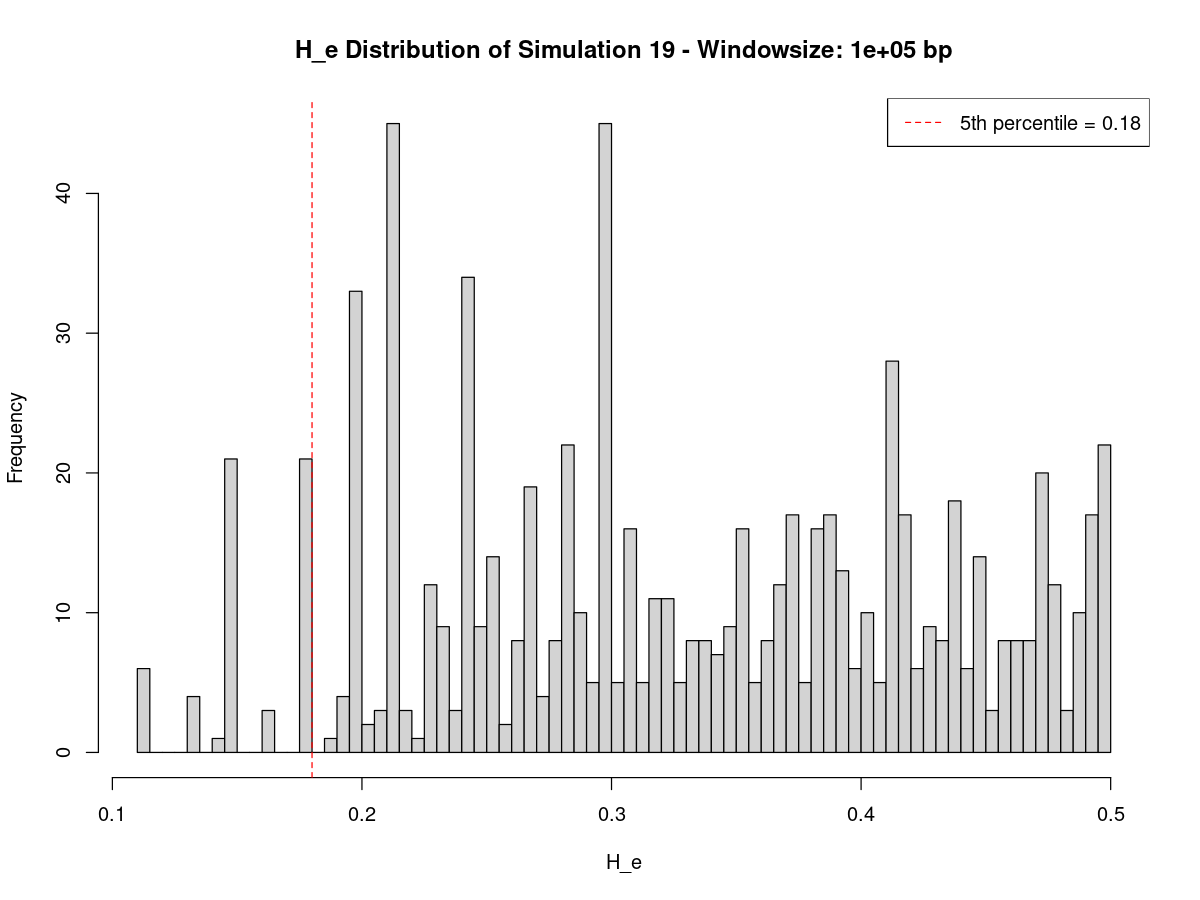 H_e Distribution of Simulation 19 - Windowsize: 1e+05 bp
5th percentile = 0.18
Frequency
40
30
20
10
0
0.1 0.2 0.3 0.4 0.5
H_e